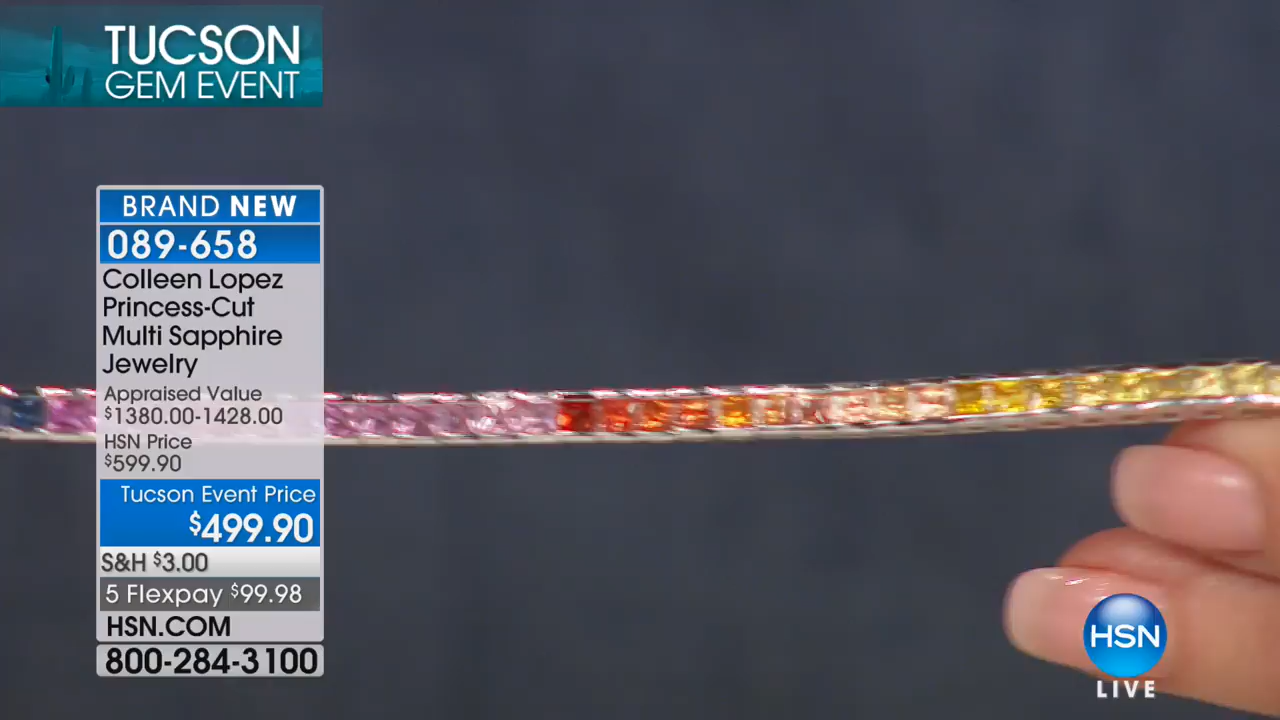 TUCSON
GEM EVENT
BRAND NEW
089-658
Colleen Lopez
Princess-Cut
Multi Sapphire
Jewelry
Appraised Value
$1380.00-1428.00
HSN Price
$599.90
Tucson Event Price
$499.90
S&H $3.00
5 Flexpay $99.98
HSN.COM
800-284-3100
HSN
LIVE